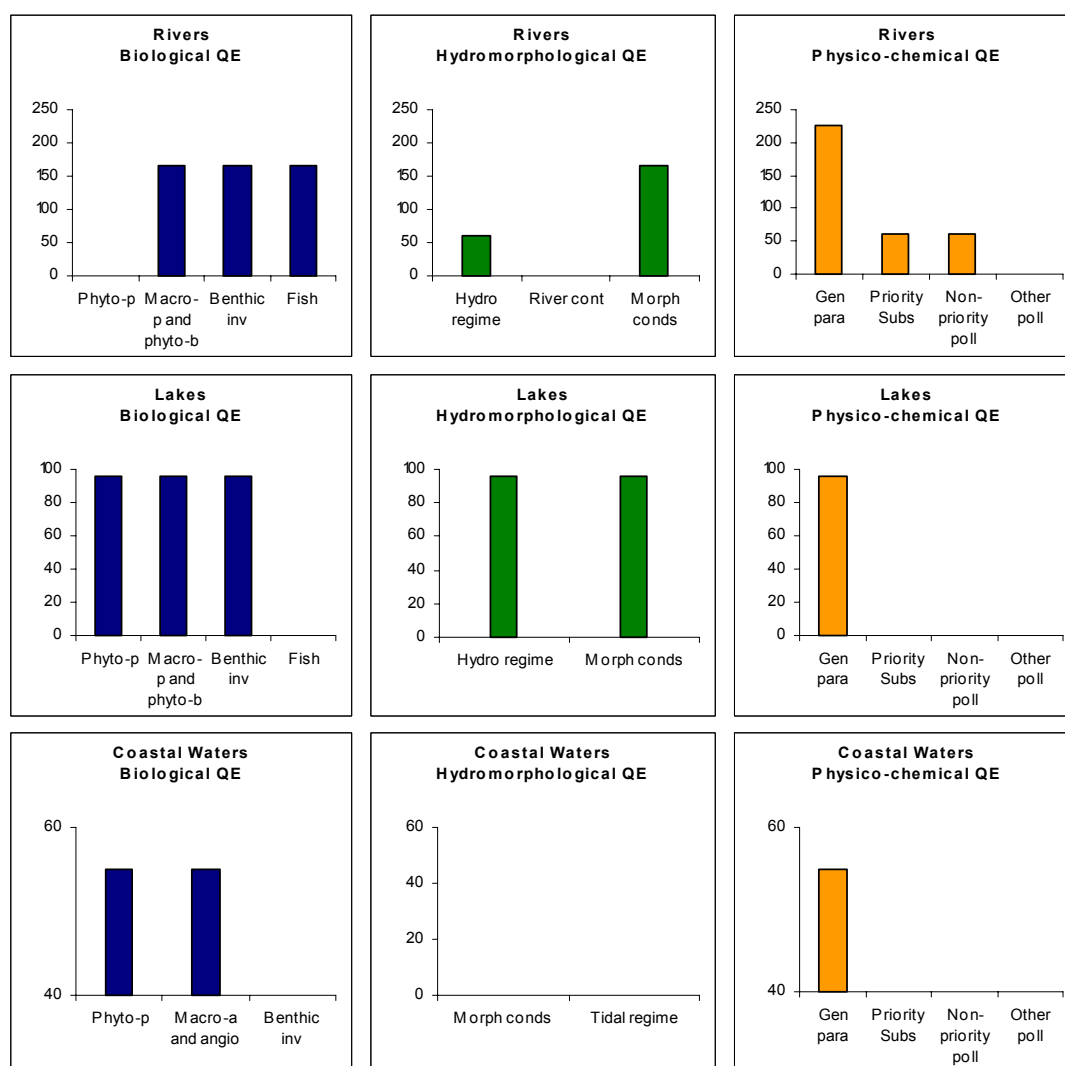 Rivers
Biological QE
250
200
150
100
50
0
Phyto-p
Macro-
p and
phyto-b
Benthic
inv
Fish
Rivers
Hydromorphological QE
250
200
150
100
50
0
Hydro
regime
River cont
Morph
conds
Rivers
Physico-chemical QE
250
200
150
100
50
0
Gen
para
Priority
Subs
Non-
priority
poll
Other
poll
Lakes
Biological QE
100
80
60
40
20
0
Phyto-p
Macro-
p and
phyto-b
Benthic
inv
Fish
Lakes
Hydromorphological QE
100
80
60
40
20
0
Hydro regime
Morph conds
Lakes
Physico-chemical QE
100
80
60
40
20
0
Gen
para
Priority
Subs
Non-
priority
poll
Other
poll
Coastal Waters
Biological QE
60
40
Phyto-p
Macro-a
and angio
Benthic
inv
Coastal Waters
Hydromorphological QE
60
40
20
0
Morph conds
Tidal regime
Coastal Waters
Physico-chemical QE
60
40
Gen
para
Priority
Subs
Non-
priority
poll
Other
poll